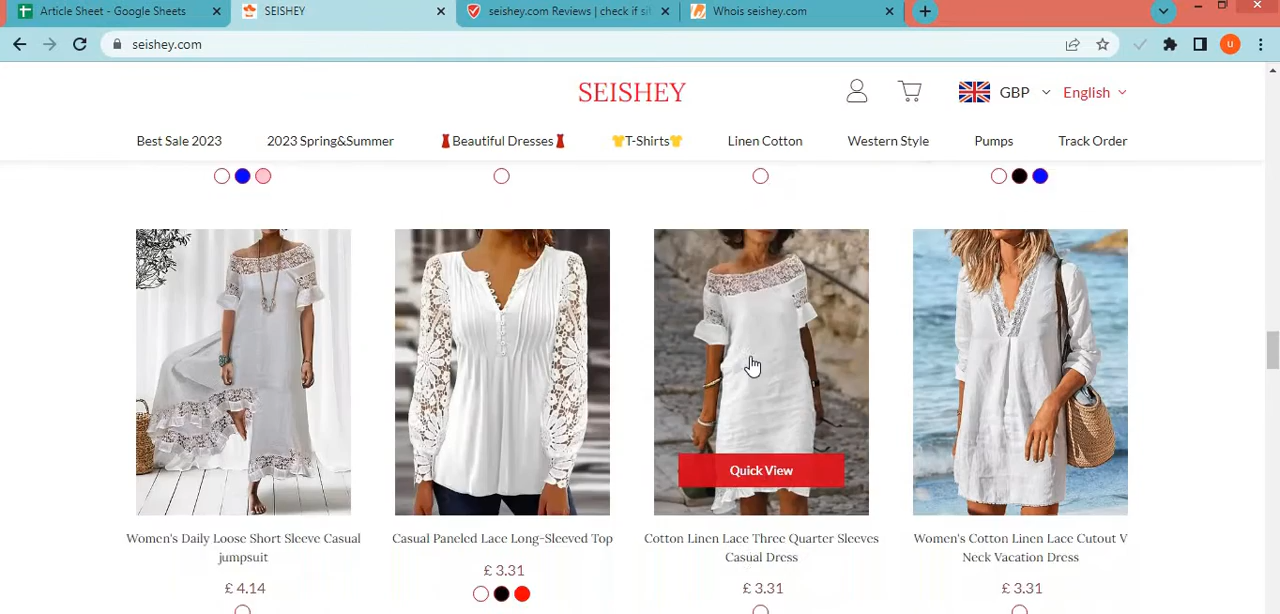 Article Sheet - Google Sheets
SEISHEY
seishey.com Reviews | check if sit
Whois seishey.com
seishey.com
U
SEISHEY
GBP
English
Best Sale 2023
2023 Spring&Summer
Beautiful Dresses
T-Shirts
Linen Cotton
Western Style
Pumps
Track Order
Quick View
Women's Daily Loose Short Sleeve Casual
jumpsuit
£ 4.14
Casual Paneled Lace Long-Sleeved Top
£ 3.31
Cotton Linen Lace Three Quarter Sleeves
Casual Dress
£ 3.31
Women's Cotton Linen Lace Cutout V
Neck Vacation Dress
£ 3.31